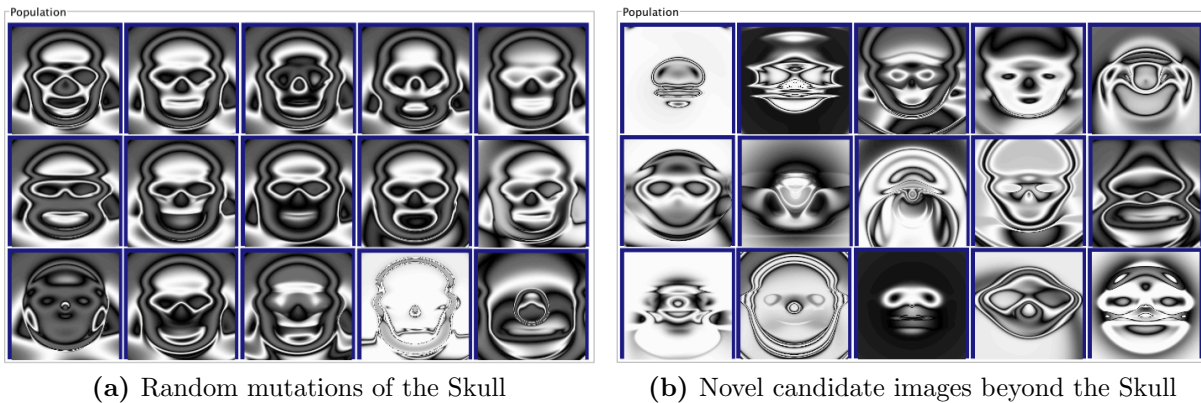 Population
Population
(a) Random mutations of the Skull
(b) Novel candidate images beyond the Skull